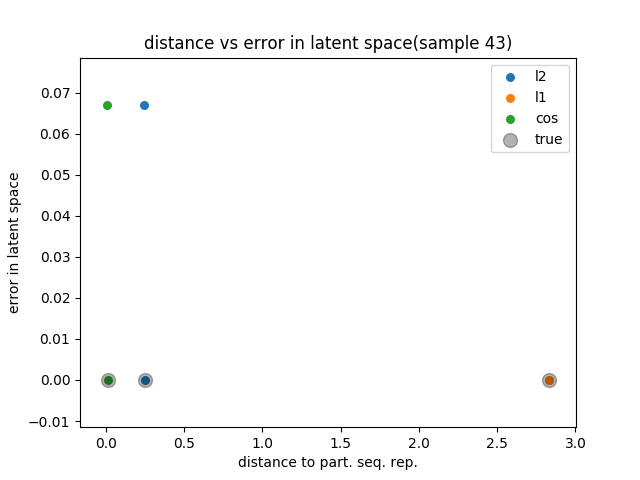 distance vs error in latent space(sample 43)
l2
l1
cos
true
error in latent space
0.07
0.06
0.05
0.04
0.03
0.02
0.01
0.00
−0.01
0.0 0.5 1.0 1.5 2.0 2.5 3.0
distance to part. seq. rep.